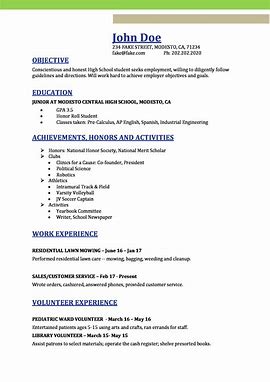 John Doe
234 FAKE STREET, MODESTO, CA, 71234
fake@fake.com Ph: 202.202.2020
OBJECTIVE
Conscientious and honest High School student seeks employment, willing to diligently follow
guidelines and directions. Will work hard to achieve employer objectives and goals.
EDUCATION
JUNIOR AT MODESTO CENTRAL HIGH SCHOOL, MODESTO, CA
• GPA 3.5
• Honor Roll Student
• Classes taken: Pre-Calculus, AP English, Spanish, Industrial Engineering
ACHIEVEMENTS, HONORS AND ACTIVITIES
➤ Honors: National Honor Society, National Merit Scholar
➤ Clubs
• Clinics for a Cause: Co-founder, President
• Political Science
• Robotics
➤ Athletics
• Intramural Track & Field
• Varsity Volleyball
• JV Soccer Captain
➤ Activities
• Yearbook Committee
• Writer, School Newspaper
WORK EXPERIENCE
RESIDENTIAL LAWN MOWING – June 16 – Jan 17
Performed residential lawn care -- mowing, bagging, weeding and cleanup.
SALES/CUSTOMER SERVICE – Feb 17 - Present
Wrote orders, cashiered, answered phones, provided customer service.
VOLUNTEER EXPERIENCE
PEDIATRIC WARD VOLUNTEER - March 16- May 16
Entertained patients ages 5-15 using arts and crafts, ran errands for staff.
LIBRARY VOLUNTEER – March 15- May 15
Assist patrons to select materials; operate the cash register; shelve presorted books.